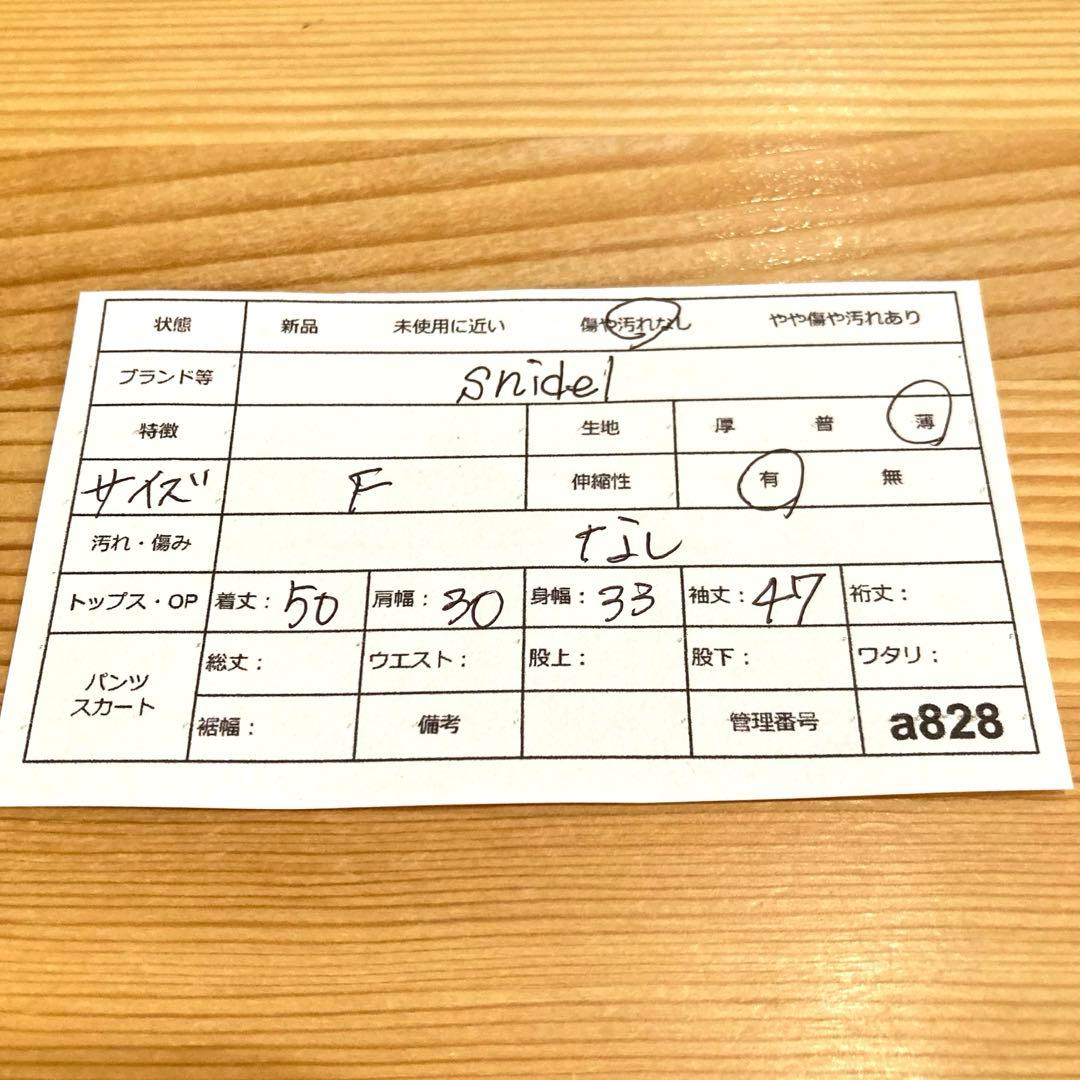 状態 新品 未使用に近い 傷や汚れなし やや傷や汚れあり
ブランド等 snidel
特徴 生地 厚 普 薄
サイズ F 伸縮性 有 無
汚れ・傷み なし
トップス・OP 着丈：50 肩幅：30 身幅：33 袖丈：47 裄丈：
パンツ スカート 総丈： ウエスト： 股上： 股下： ワタリ：
裾幅： 備考 管理番号 a828